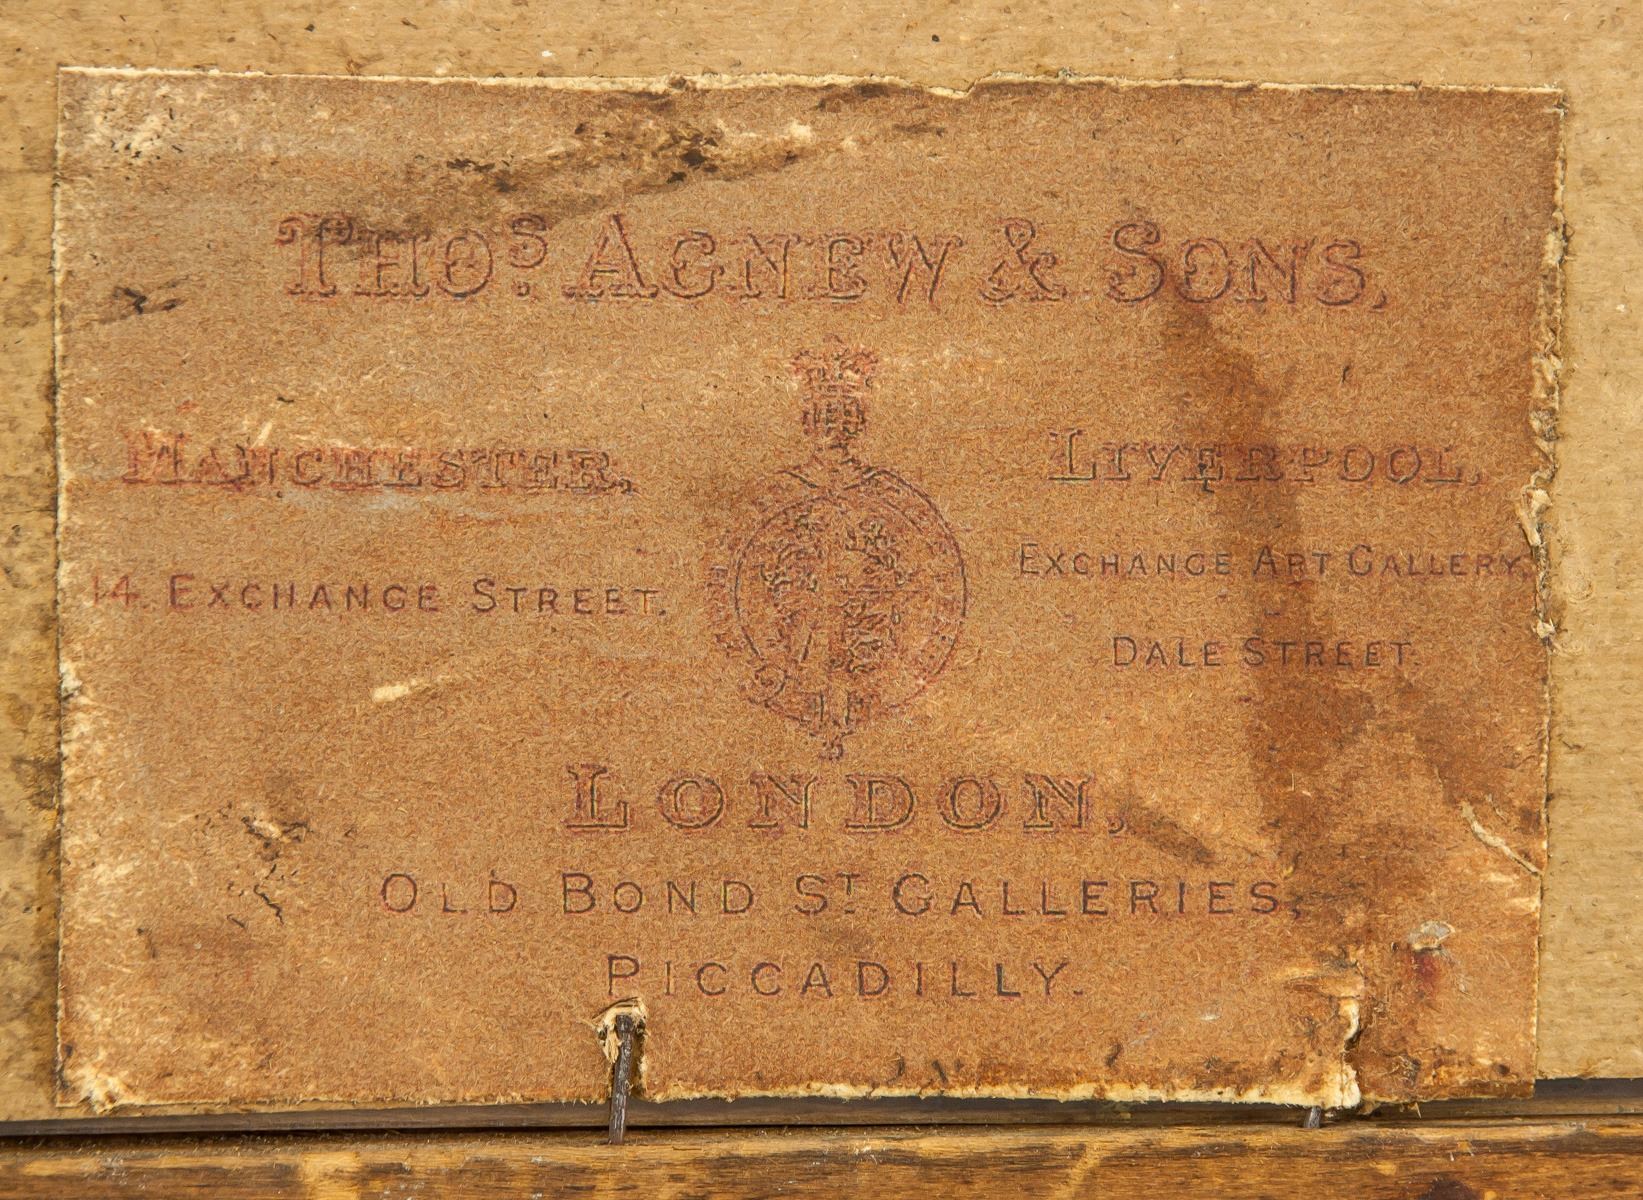 THOS. AGNEW & SONS,
MANCHESTER,
14. EXCHANGE STREET.
LIVERPOOL,
EXCHANGE ART GALLERY,
DALE STREET.
LONDON,
OLD BOND ST GALLERIES,
PICCADILLY.